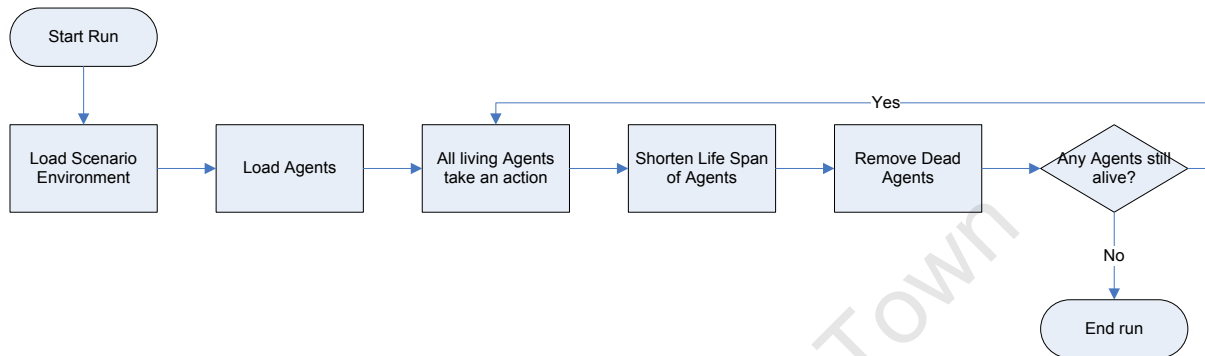 Start Run
Yes
Load Scenario
Environment
Load Agents
All living Agents
take an action
Shorten Life Span
of Agents
Remove Dead
Agents
Any Agents still
alive?
No
End run
Town